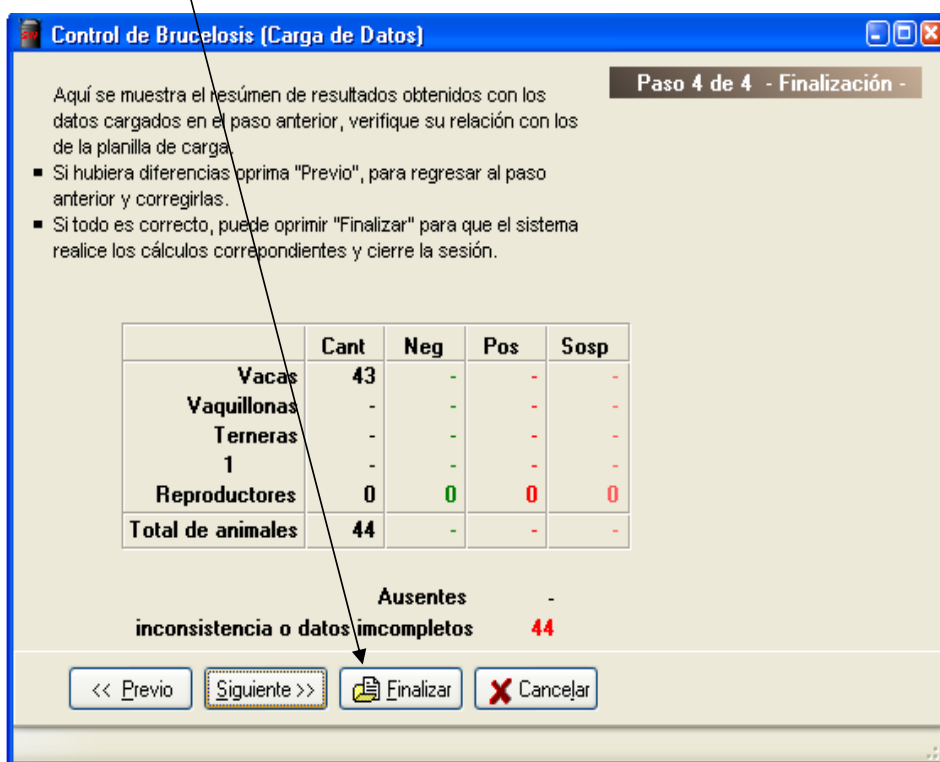 Control de Brucelosis (Carga de Datos)
Paso 4 de 4 - Finalización -
Aquí se muestra el resúmen de resultados obtenidos con los
datos cargados en el paso anterior, verifique su relación con los
de la planilla de carga.
Si hubiera diferencias oprima "Previo", para regresar al paso
anterior y corregirlas.
Si todo es correcto, puede oprimir "Finalizar" para que el sistema
realice los cálculos correpondientes y cierre la sesión.
Cant Neg Pos Sosp
Vacas 43 - - -
Vaquillonas - - - -
Terneras - - - -
1 - - - -
Reproductores 0 0 0 0
Total de animales 44 - - -
Ausentes -
inconsistencia o datos imcompletos 44
<< Previo Siguiente >> Finalizar Cancelar